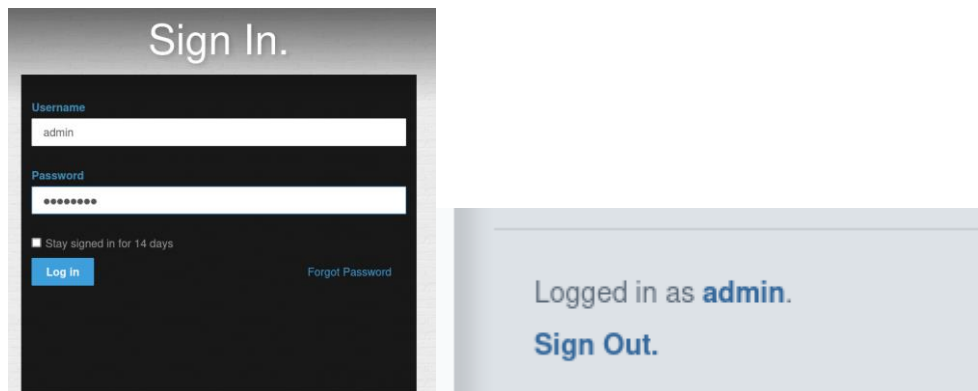 Sign In.
Username
admin
Password
Stay signed in for 14 days
Log in
Forgot Password
Logged in as admin.
Sign Out.